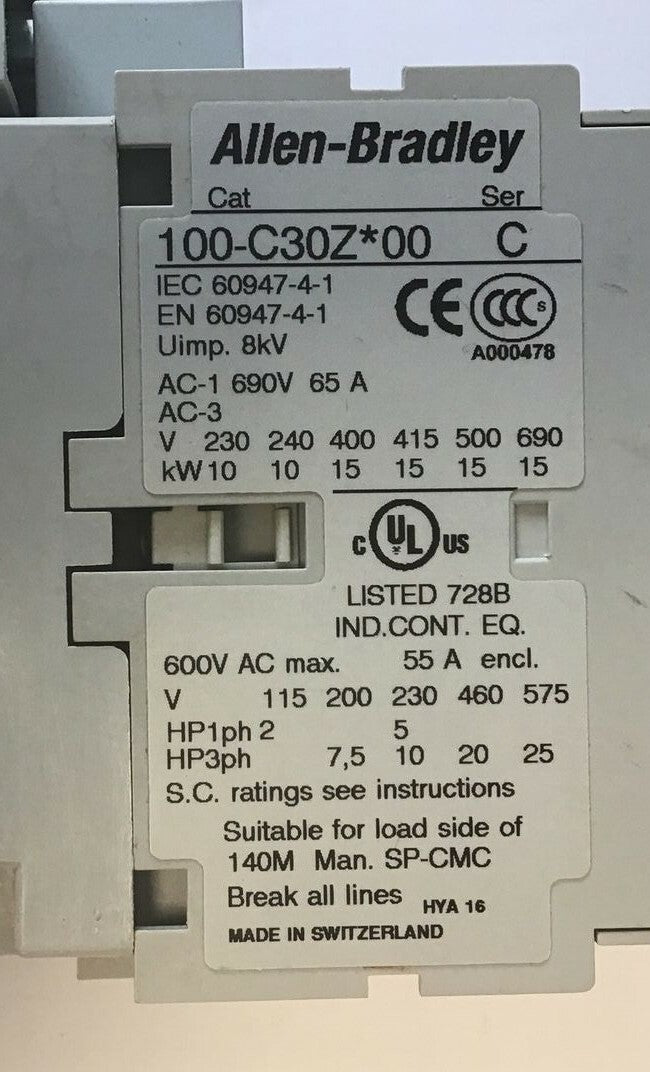 Allen-Bradley
Cat Ser
100-C30Z*00 C
IEC 60947-4-1
EN 60947-4-1
CE CCC S
Uimp. 8kV
A000478
AC-1 690V 65 A
AC-3
V 230 240 400 415 500 690
kW 10 10 15 15 15 15
C UL US
LISTED 728B
IND.CONT. EQ.
600V AC max. 55 A encl.
V 115 200 230 460 575
HP1ph 2 5
HP3ph 7,5 10 20 25
S.C. ratings see instructions
Suitable for load side of
140M Man. SP-CMC
Break all lines HYA 16
MADE IN SWITZERLAND